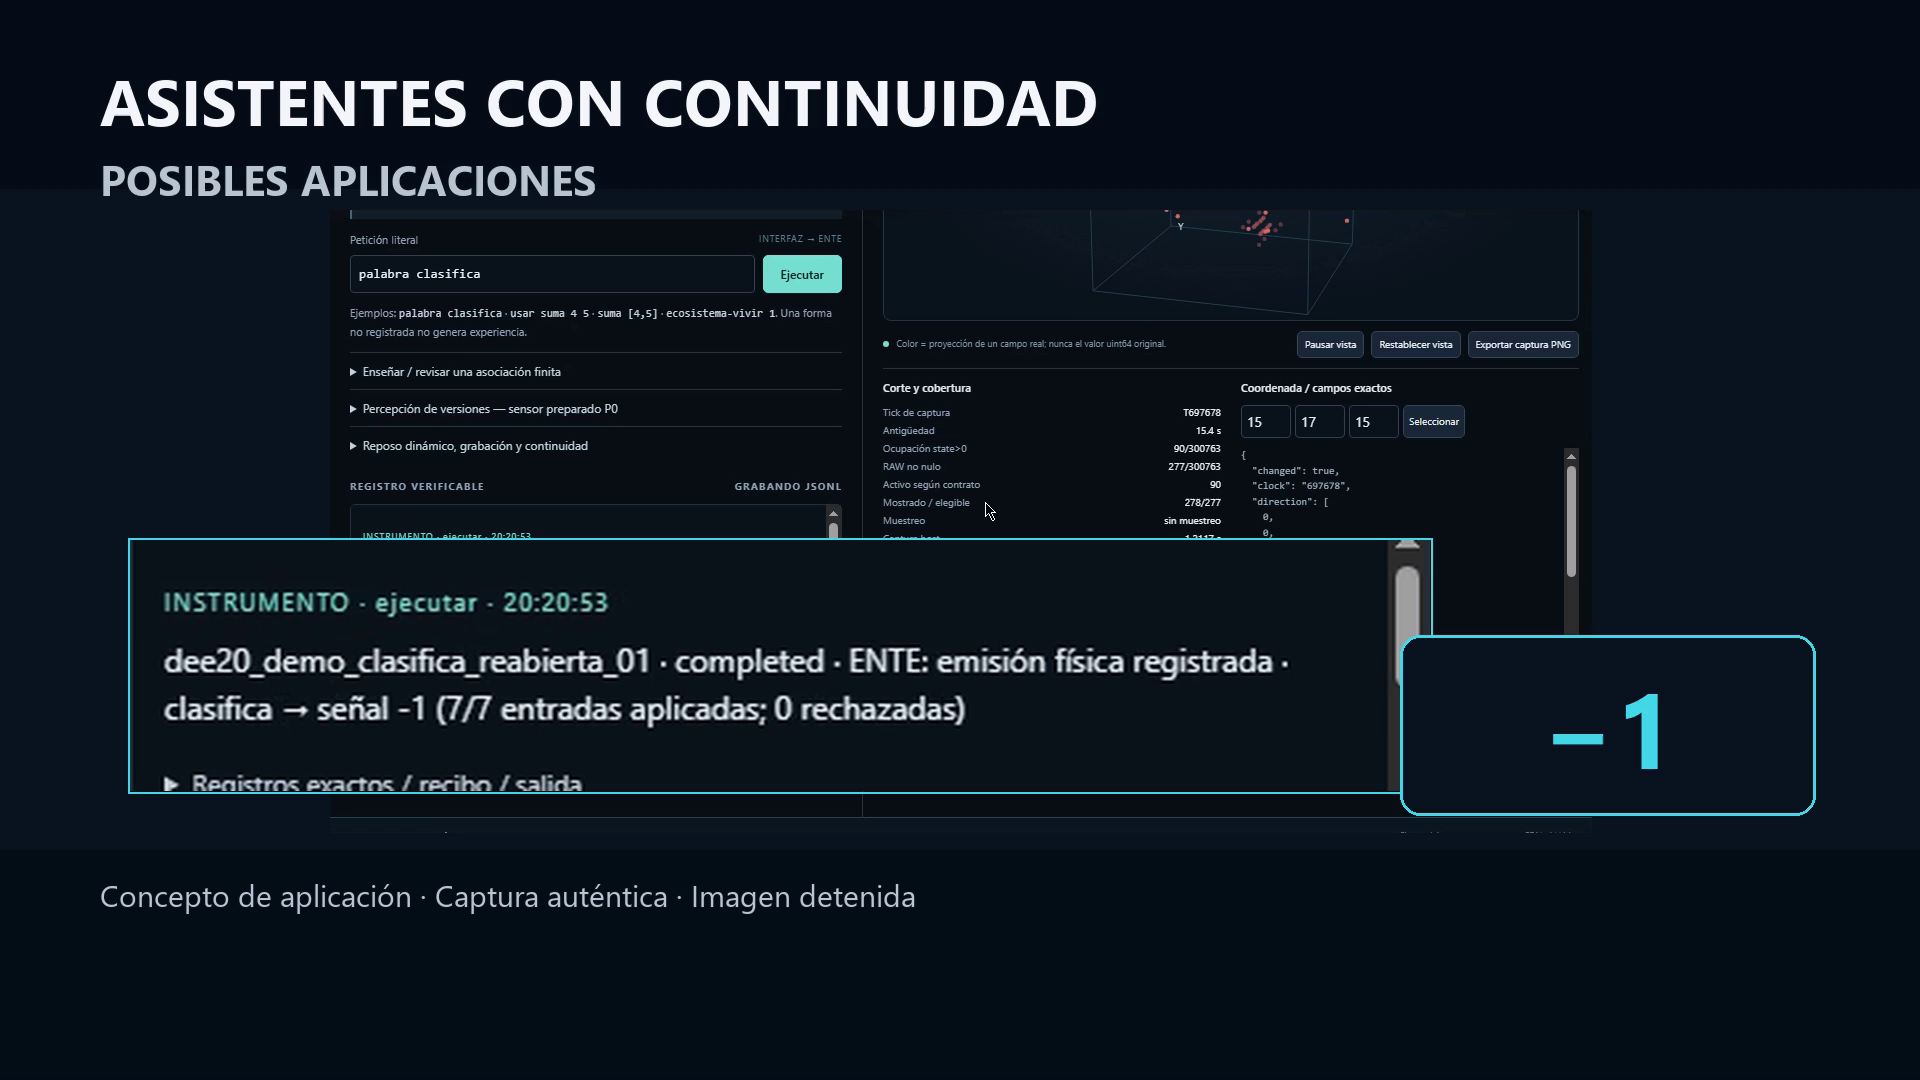 ASISTENTES CON CONTINUIDAD
POSIBLES APLICACIONES
Petición literal
INTERFAZ → ENTE
palabra clasifica
Ejecutar
Ejemplos: palabra clasifica · usar suma 4 5 · suma [4,5] · ecosistema-vivir 1. Una forma
no registrada no genera experiencia.
▶ Enseñar / revisar una asociación finita
▶ Percepción de versiones — sensor preparado P0
▶ Reposo dinámico, grabación y continuidad
REGISTRO VERIFICABLE
GRABANDO JSONL
INSTRUMENTO · ejecutar · 20:20:53
Y
Color = proyección de un campo real; nunca el valor uint64 original.
Pausar vista
Restablecer vista
Exportar captura PNG
Corte y cobertura
Tick de captura T697678
Antigüedad 15.4 s
Ocupación state>0 90/300763
RAW no nulo 277/300763
Activo según contrato 90
Mostrado / elegible 278/277
Muestreo sin muestreo
Coordenada / campos exactos
15 17 15 Seleccionar
{
"changed": true,
"clock": "697678",
"direction": [
0,
0,
INSTRUMENTO · ejecutar · 20:20:53
dee20_demo_clasifica_reabierta_01 · completed · ENTE: emisión física registrada ·
clasifica → señal -1 (7/7 entradas aplicadas; 0 rechazadas)
▶ Registros exactos / recibo / salida
−1
Concepto de aplicación · Captura auténtica · Imagen detenida